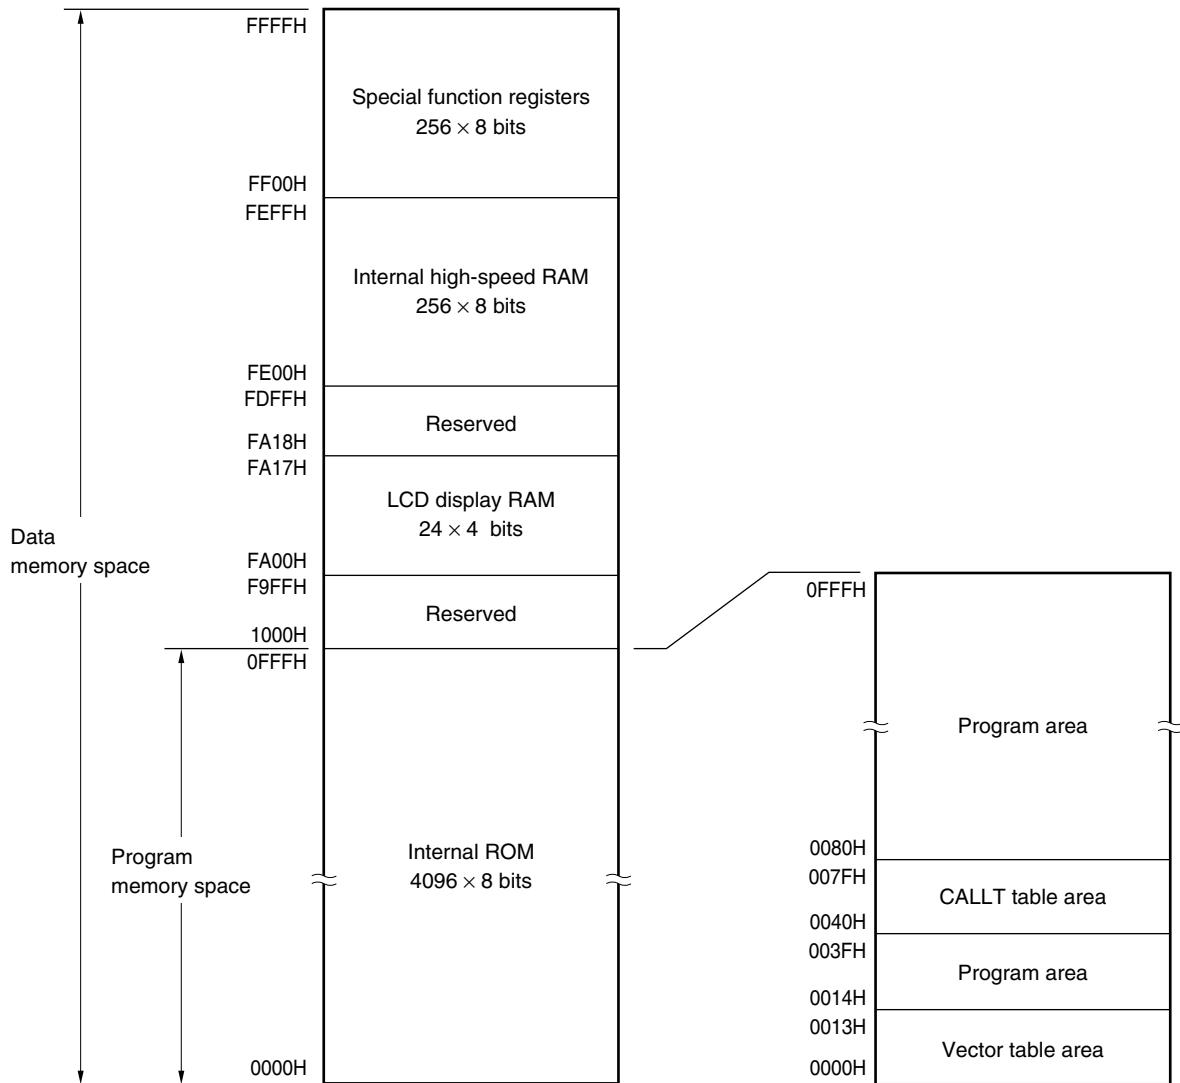 FFFFH
Special function registers
256 × 8 bits
FF00H
FEFFH
Internal high-speed RAM
256 × 8 bits
FE00H
FDFFH
Reserved
FA18H
FA17H
LCD display RAM
24 × 4 bits
Data
memory space
FA00H
F9FFH
Reserved
1000H
0FFFH
Program
memory space
Internal ROM
4096 × 8 bits
0000H
0FFFH
Program area
0080H
007FH
CALLT table area
0040H
003FH
Program area
0014H
0013H
Vector table area
0000H